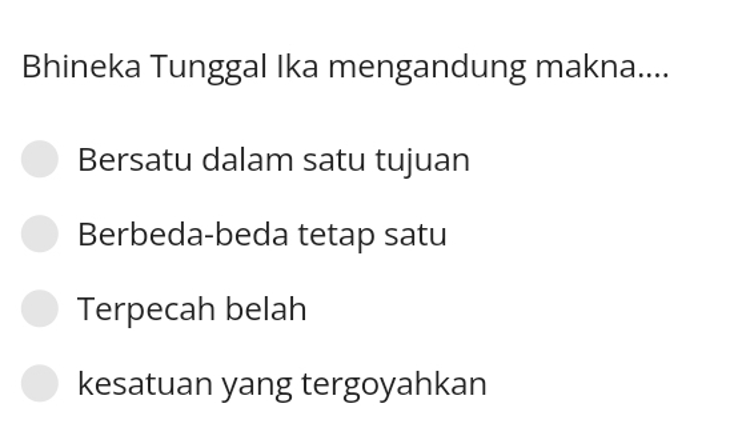 Bhineka Tunggal Ika mengandung makna....
Bersatu dalam satu tujuan
Berbeda-beda tetap satu
Terpecah belah
kesatuan yang tergoyahkan